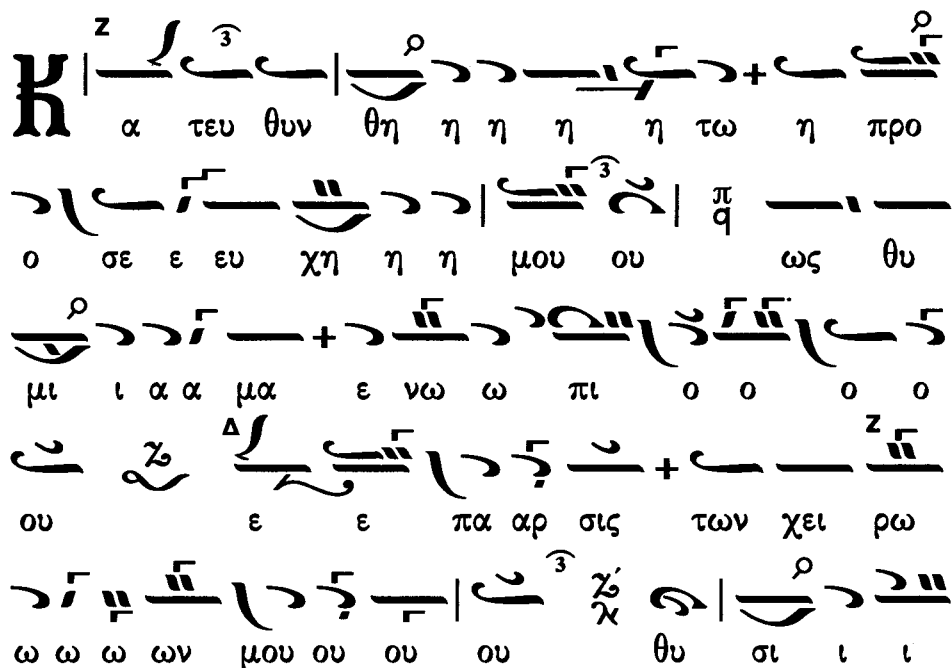 Κ α τευ θυν θη η η η η τω η προ
ο σε ε ευ χη η η μου ου ως θυ
μι ι α α μα ε νω ω πι ο ο ο ο
ου ε ε πα αρ σις των χει ρω
ω ω ω ων μου ου ου ου θυ σι ι ι